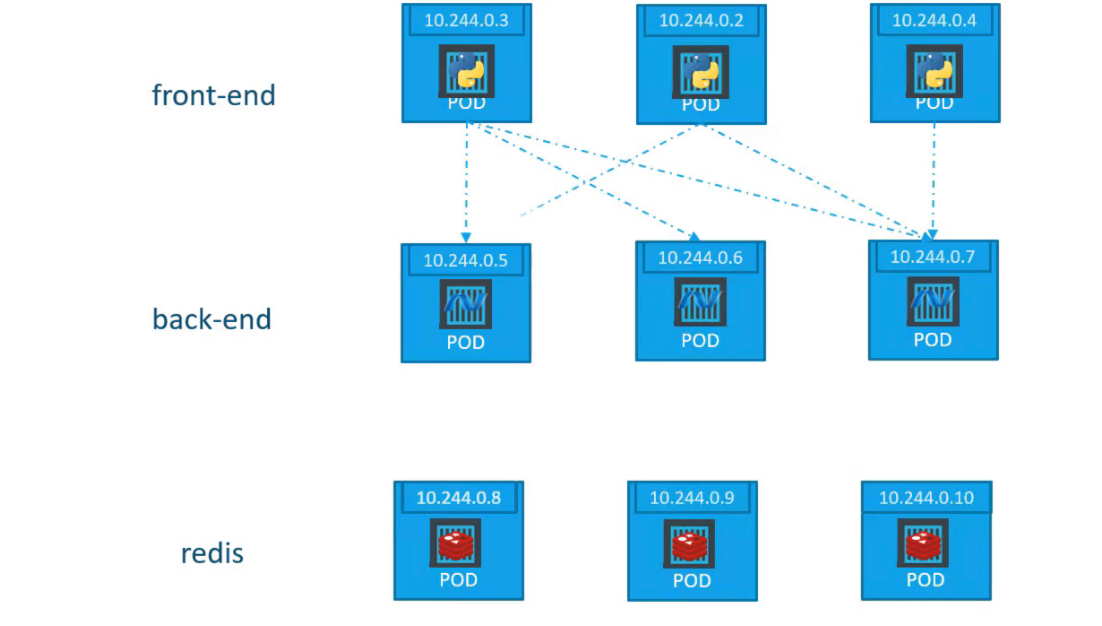 10.244.0.3
10.244.0.2
10.244.0.4
front-end
POD
POD
POD
10.244.0.5
10.244.0.6
10.244.0.7
back-end
POD
POD
POD
10.244.0.8
10.244.0.9
10.244.0.10
redis
POD
POD
POD